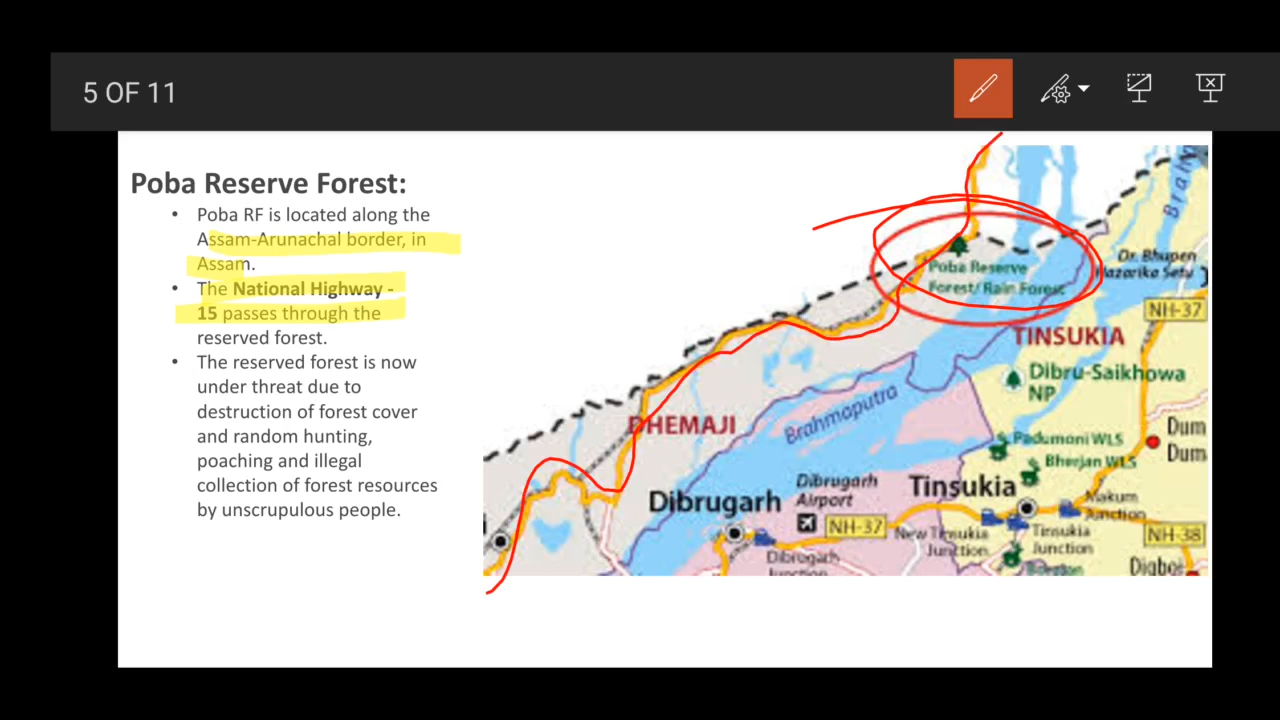 5 OF 11
Poba Reserve Forest:
• Poba RF is located along the
Assam-Arunachal border, in
Assam.
• The National Highway -
15 passes through the
reserved forest.
• The reserved forest is now
under threat due to
destruction of forest cover
and random hunting,
poaching and illegal
collection of forest resources
by unscrupulous people.
Brahm
Dr. Bhupen
Hazarika Setu
Poba Reserve
Forest/Rain Forest
NH-37
TINSUKIA
Dibru-Saikhowa
NP
DHEMAJI
Brahmaputra
Dum
Dum
Padumoni WLS
Bherjan WLS
Dibrugarh
Airport
Dibrugarh
Tinsukia
Makum
Junction
NH-37
New Tinsukia
Junction
Tinsukia
Junction
NH-38
Dibrugarh
Junction
Digboi